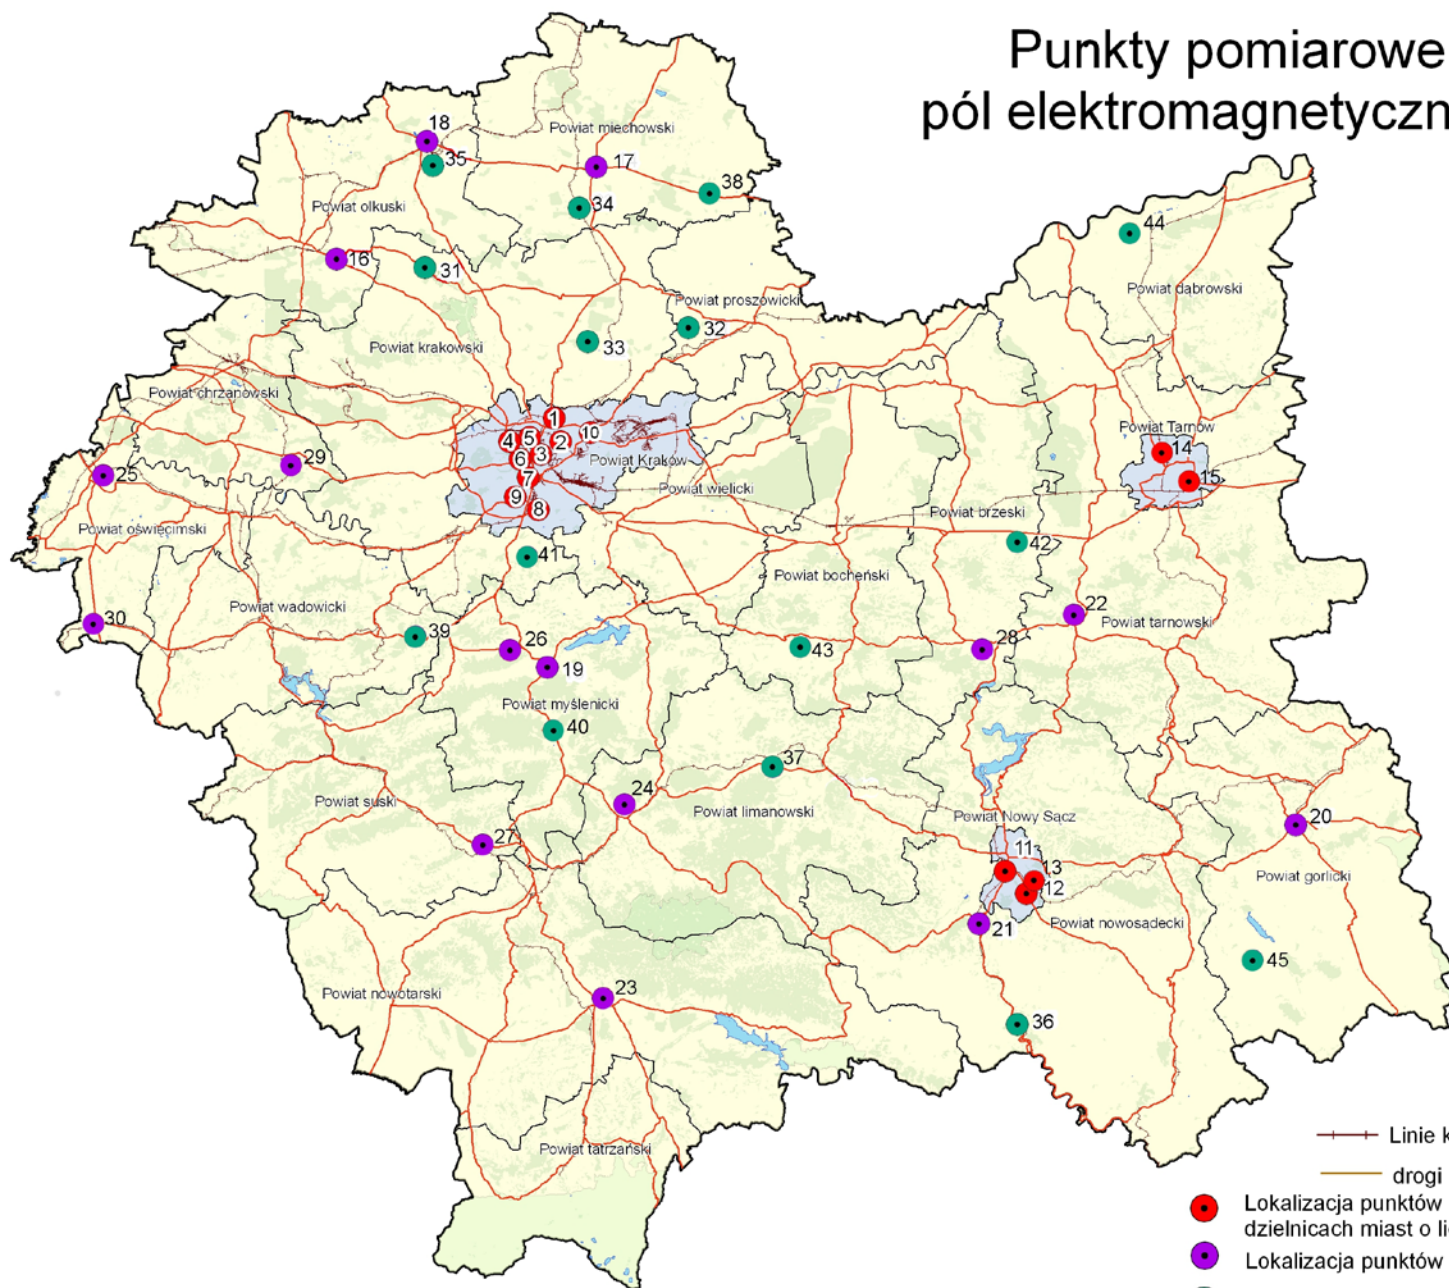 Punkty pomiarowe
pól elektromagnetyczn
18
Powiat miechowski
35
17
38
Powiat olkuski
34
44
16
31
Powiat dąbrowski
Powiat proszowicki
32
Powiat krakowski
33
Powiat chrzanowski
1
Powiat Tarnów
4
5
2
10
3
14
6
Powiat Kraków
29
25
7
Powiat wielicki
15
9
8
Powiat brzeski
Powiat oświęcimski
42
41
Powiat bocheński
Powiat wadowicki
22
30
Powiat tarnowski
39
26
43
28
19
Powiat myślenicki
40
37
Powiat suski
24
Powiat limanowski
Powiat Nowy Sącz
20
27
11
13
Powiat gorlicki
12
Powiat nowosądecki
21
45
23
Powiat nowotarski
36
Powiat tatrzański
Linie k
drogi
Lokalizacja punktów
dzielnicach miast o li
Lokalizacja punktów